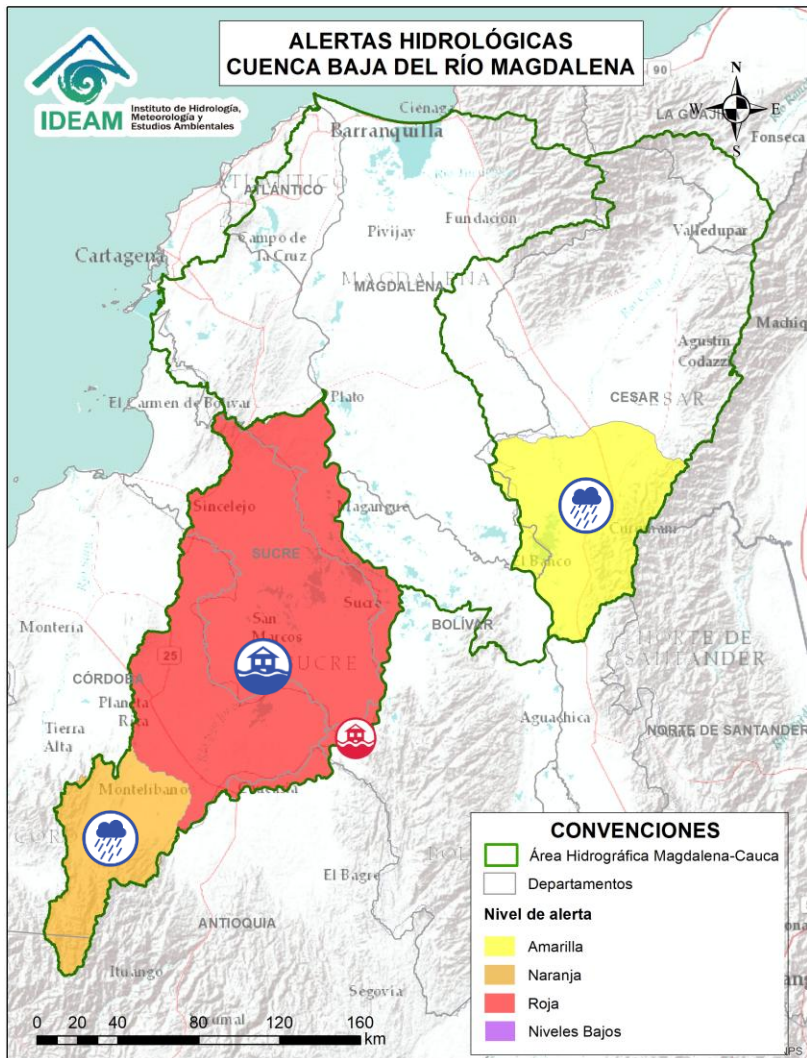 ALERTAS HIDROLÓGICAS
CUENCA BAJA DEL RÍO MAGDALENA
IDEAM
Instituto de Hidrología,
Meteorología y
Estudios Ambientales
90
N
E
S
LA GUAJIRA
Fonseca
Ciénaga
Barranquilla
ATLÁNTICO
ATLÁNTICO
Pivijay
Fundación
Valledupar
Campo de
la Cruz
Cartagena
MAGDALENA
MAGDALENA
Agustín
Codazzi
CESAR
CESAR
El Carmen de Bolívar
Plato
Sincelejo
Magangué
Curumaní
El Banco
SUCRE
Sucre
San
Marcos
SUCRE
BOLÍVAR
Montería
25
NORTE DE
SANTANDER
CÓRDOBA
Planeta
Rica
Tierra
Alta
Aguachica
NORTE DE SANTANDER
Montelíbano
El Bagre
ANTIOQUIA
Ituango
Segovia
CONVENCIONES
Área Hidrográfica Magdalena-Cauca
Departamentos
Nivel de alerta
Amarilla
Naranja
Roja
Niveles Bajos
0 20 40 80 120 160
km